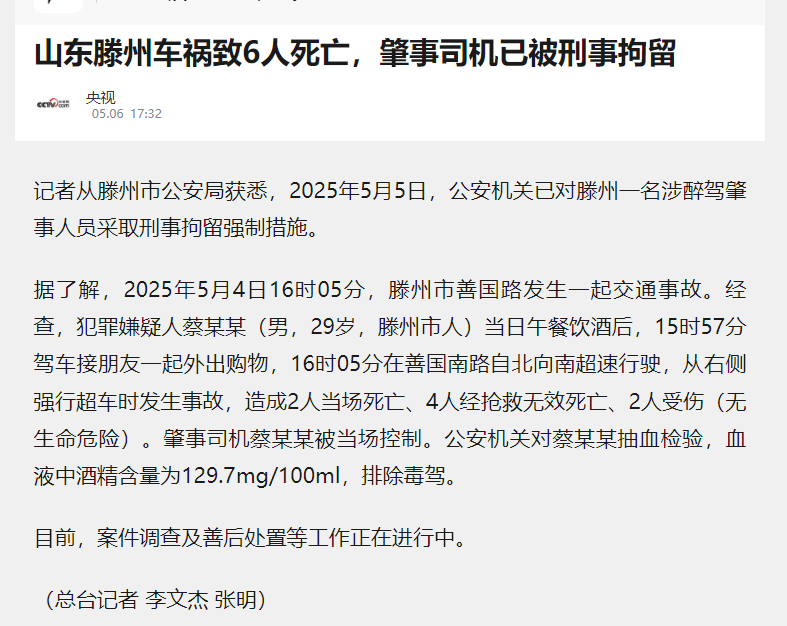 山东滕州车祸致6人死亡，肇事司机已被刑事拘留
CCTV.com
央视
05.06 17:32
记者从滕州市公安局获悉，2025年5月5日，公安机关已对滕州一名涉醉驾肇
事人员采取刑事拘留强制措施。
据了解，2025年5月4日16时05分，滕州市善国路发生一起交通事故。经
查，犯罪嫌疑人蔡某某（男，29岁，滕州市人）当日午餐饮酒后，15时57分
驾车接朋友一起外出购物，16时05分在善国南路自北向南超速行驶，从右侧
强行超车时发生事故，造成2人当场死亡、4人经抢救无效死亡、2人受伤（无
生命危险）。肇事司机蔡某某被当场控制。公安机关对蔡某某抽血检验，血
液中酒精含量为129.7mg/100ml，排除毒驾。
目前，案件调查及善后处置等工作正在进行中。
（总台记者 李文杰 张明）